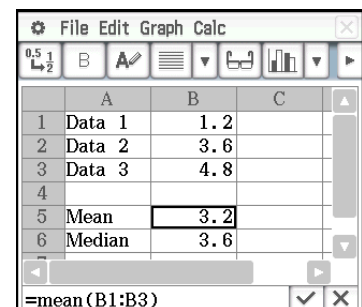 File Edit Graph Calc
0.5 1 2 B A
A B C
1 Data 1 1.2
2 Data 2 3.6
3 Data 3 4.8
4
5 Mean 3.2
6 Median 3.6
=mean(B1:B3)